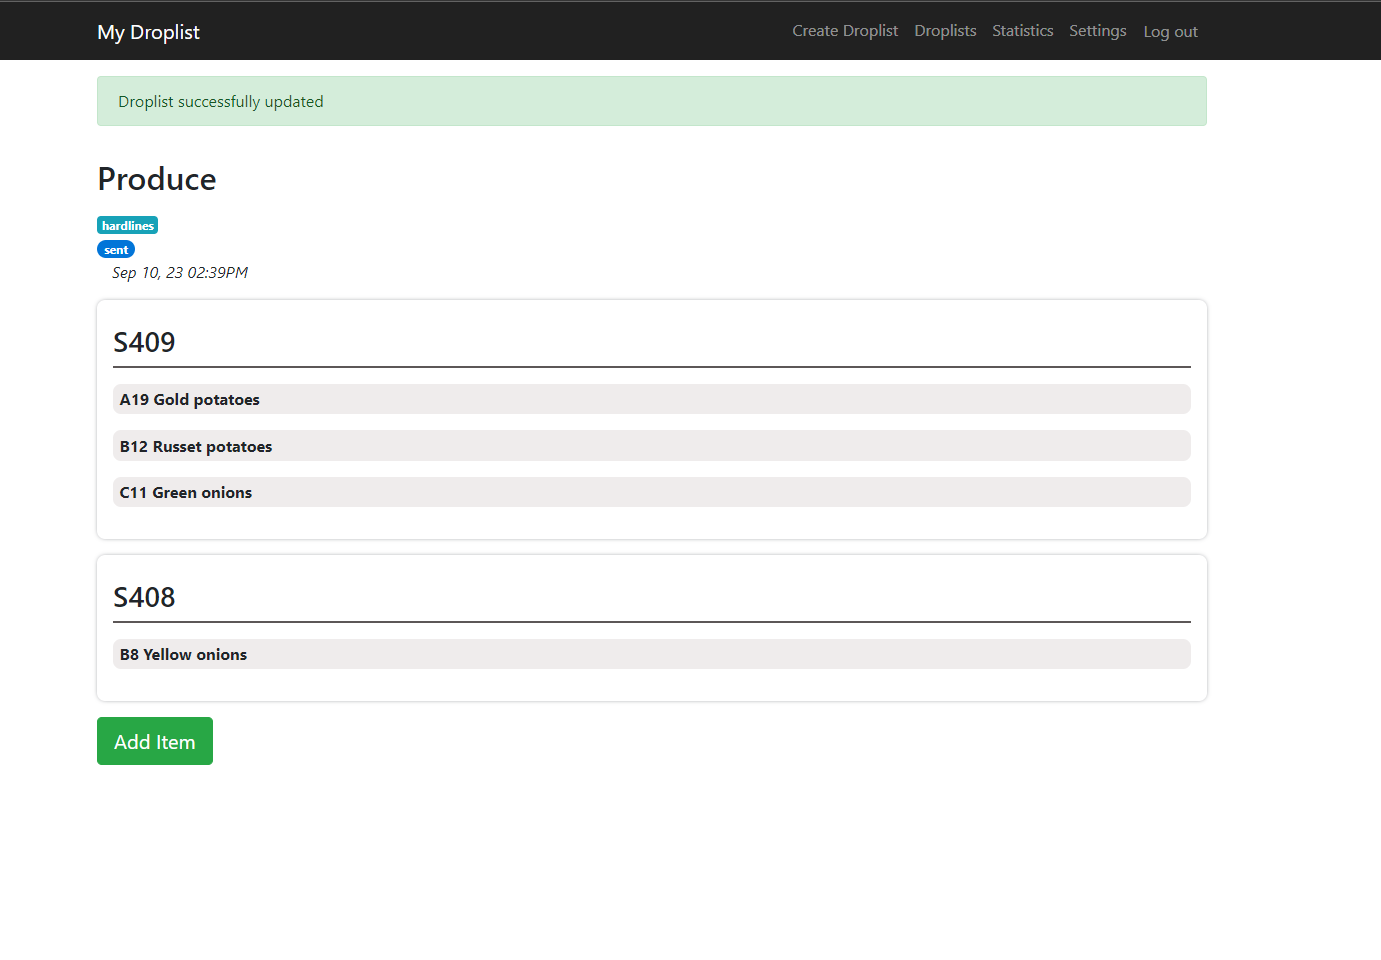 My Droplist Create Droplist Droplists Statistics Settings Log out
Droplist successfully updated
Produce
hardlines
sent
Sep 10, 23 02:39PM
S409
A19 Gold potatoes
B12 Russet potatoes
C11 Green onions
S408
B8 Yellow onions
Add Item